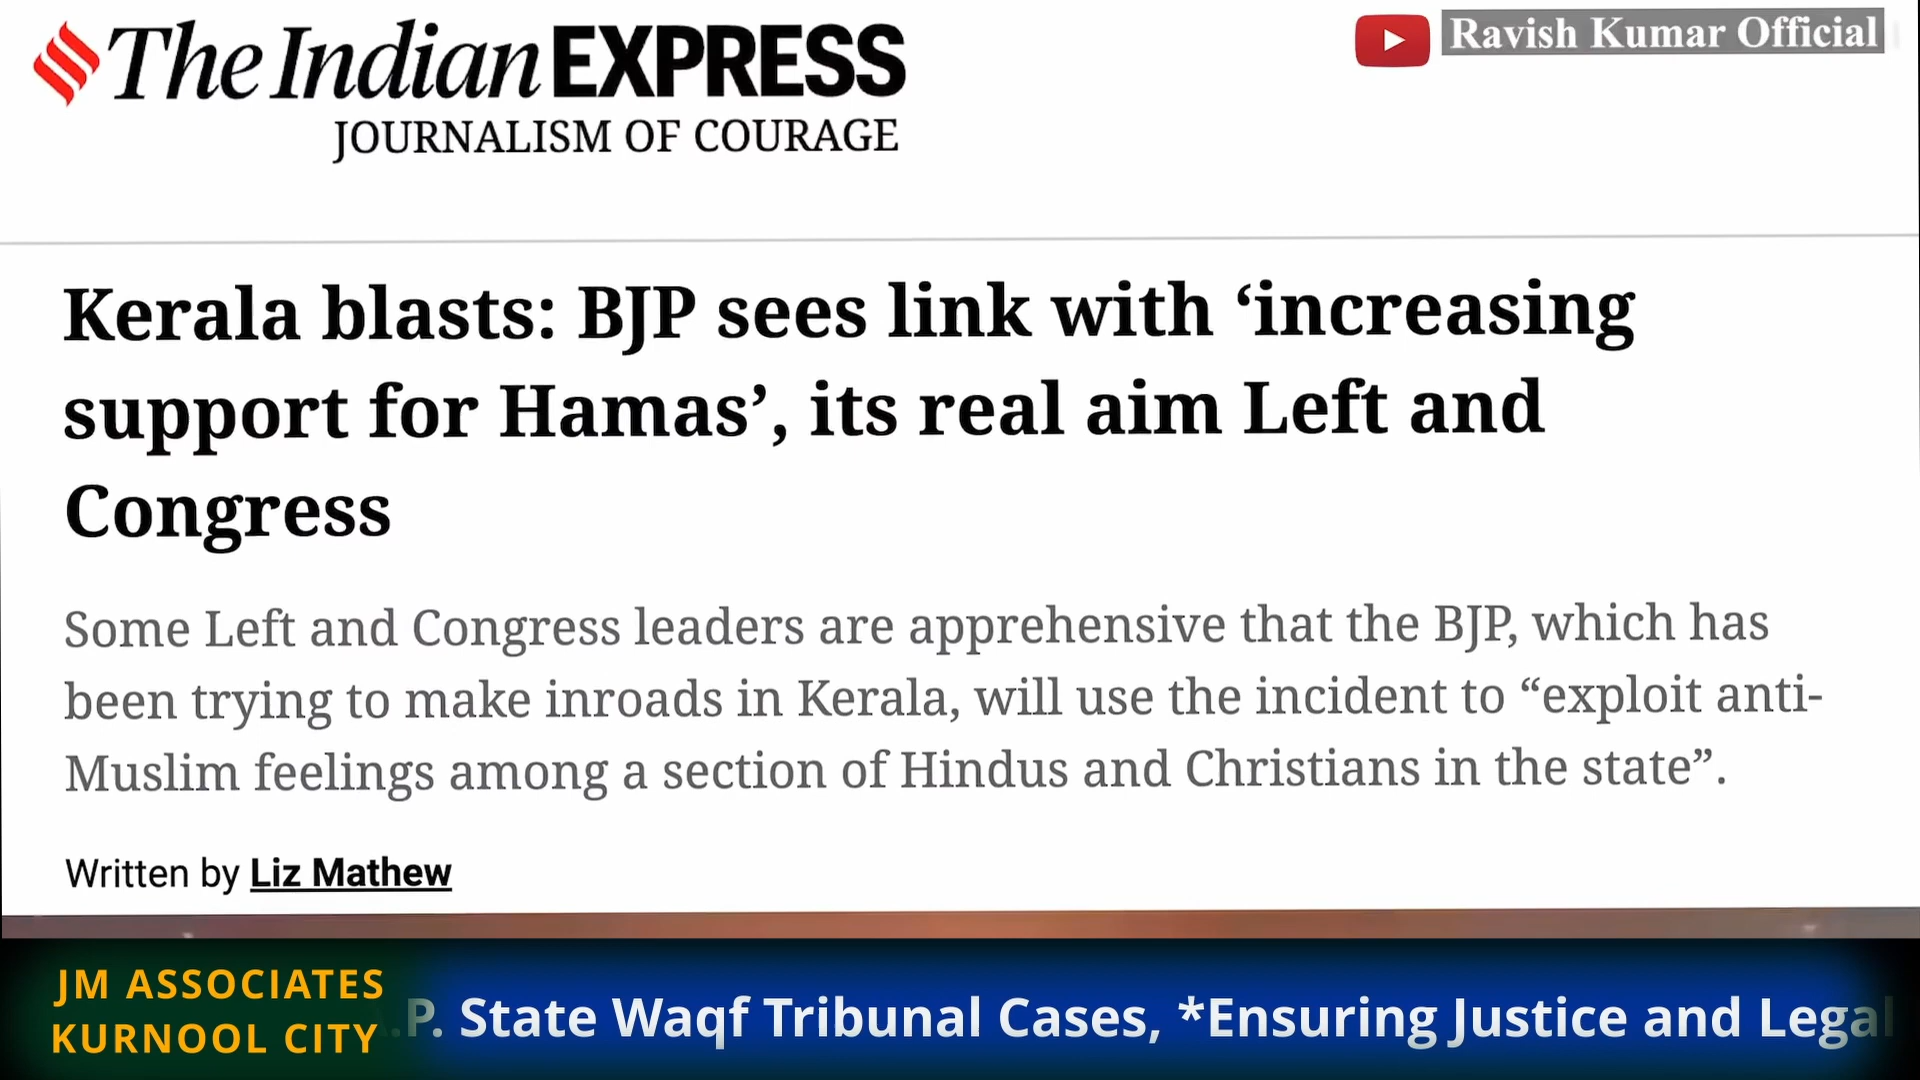 The Indian EXPRESS
JOURNALISM OF COURAGE
Ravish Kumar Official
Kerala blasts: BJP sees link with ‘increasing
support for Hamas’, its real aim Left and
Congress
Some Left and Congress leaders are apprehensive that the BJP, which has
been trying to make inroads in Kerala, will use the incident to “exploit anti-
Muslim feelings among a section of Hindus and Christians in the state”.
Written by Liz Mathew
JM ASSOCIATES
KURNOOL CITY
.P. State Waqf Tribunal Cases, *Ensuring Justice and Legal